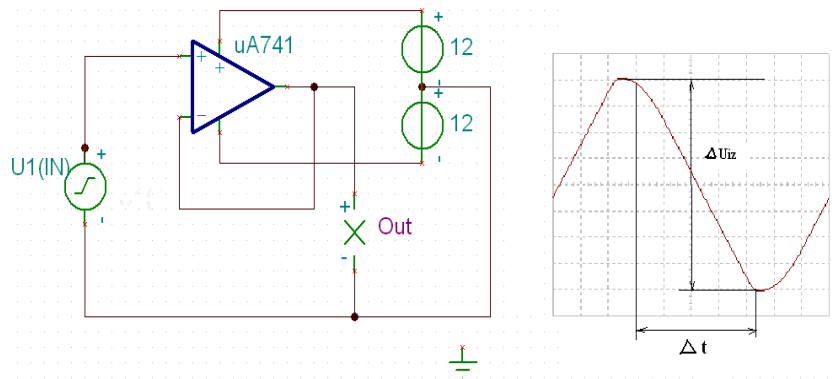 uA741
+
12
+
+
-
+
12
-
U1(IN)
+
-
+
Out
-
ΔUiz
Δt